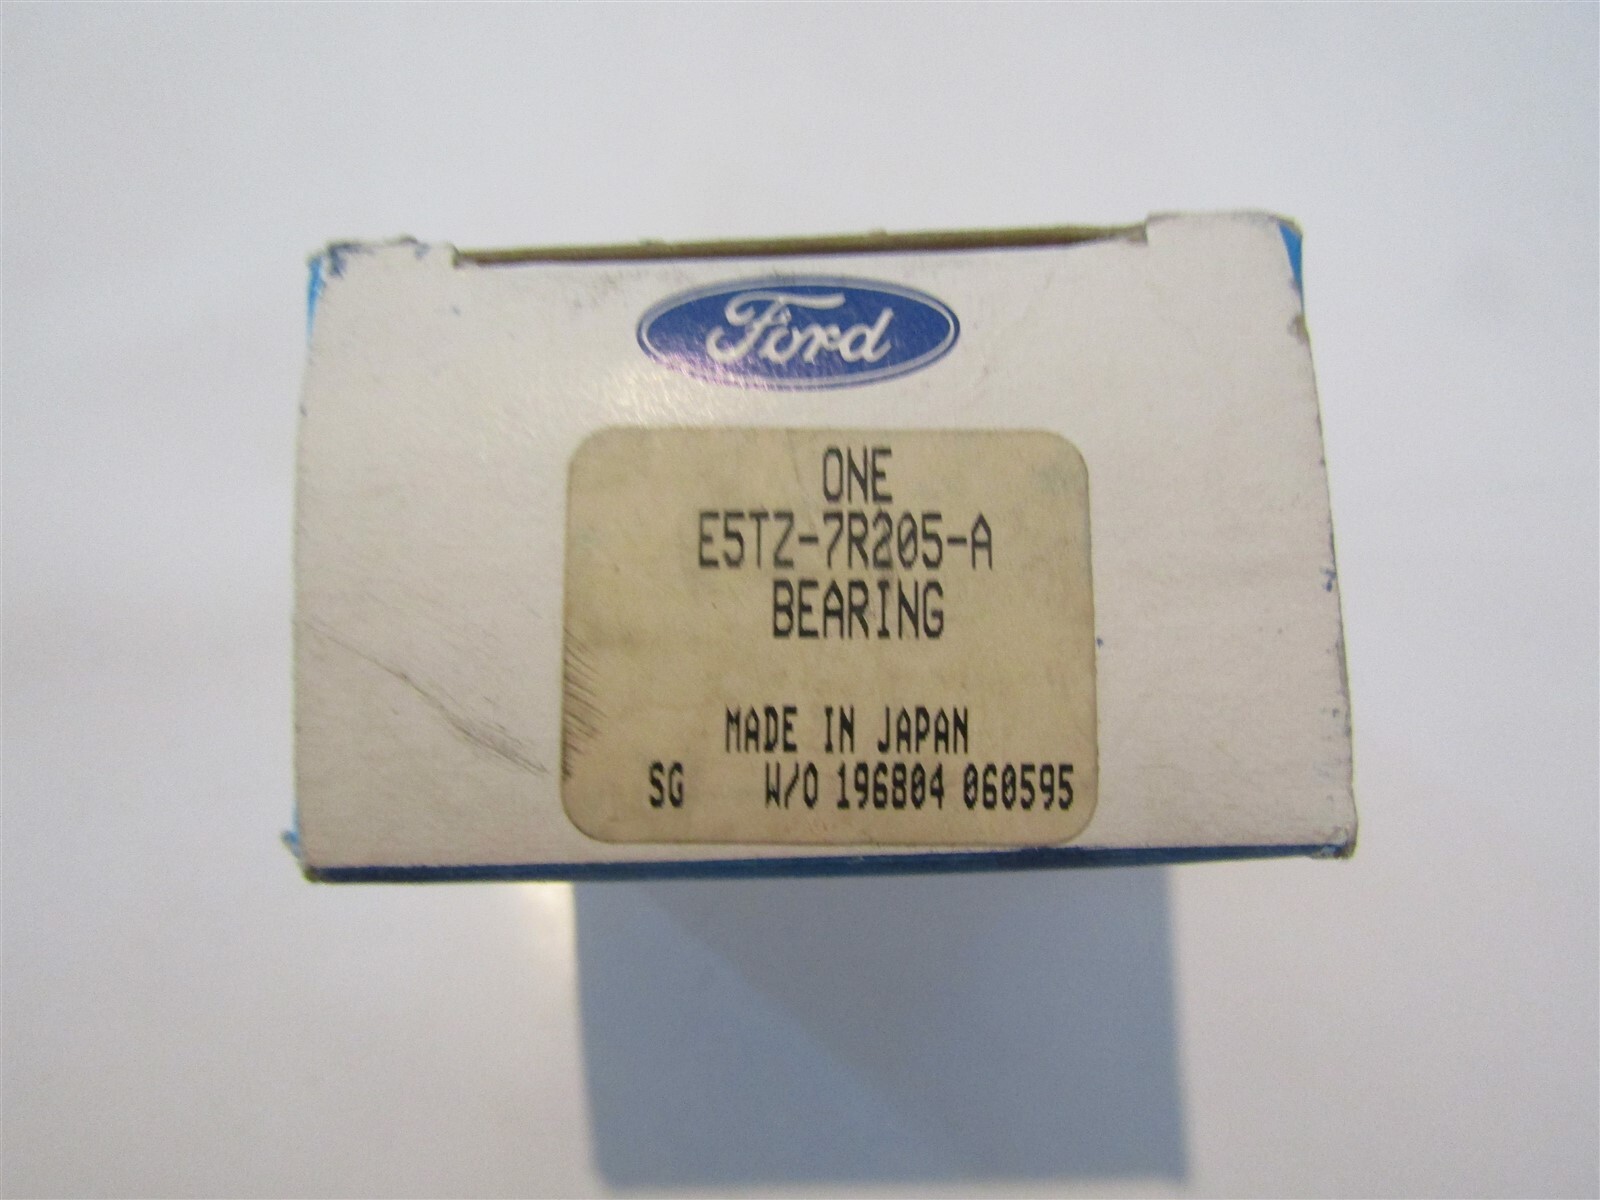 Ford
ONE
E5TZ-7R205-A
BEARING
MADE IN JAPAN
SG W/O 196804 060595